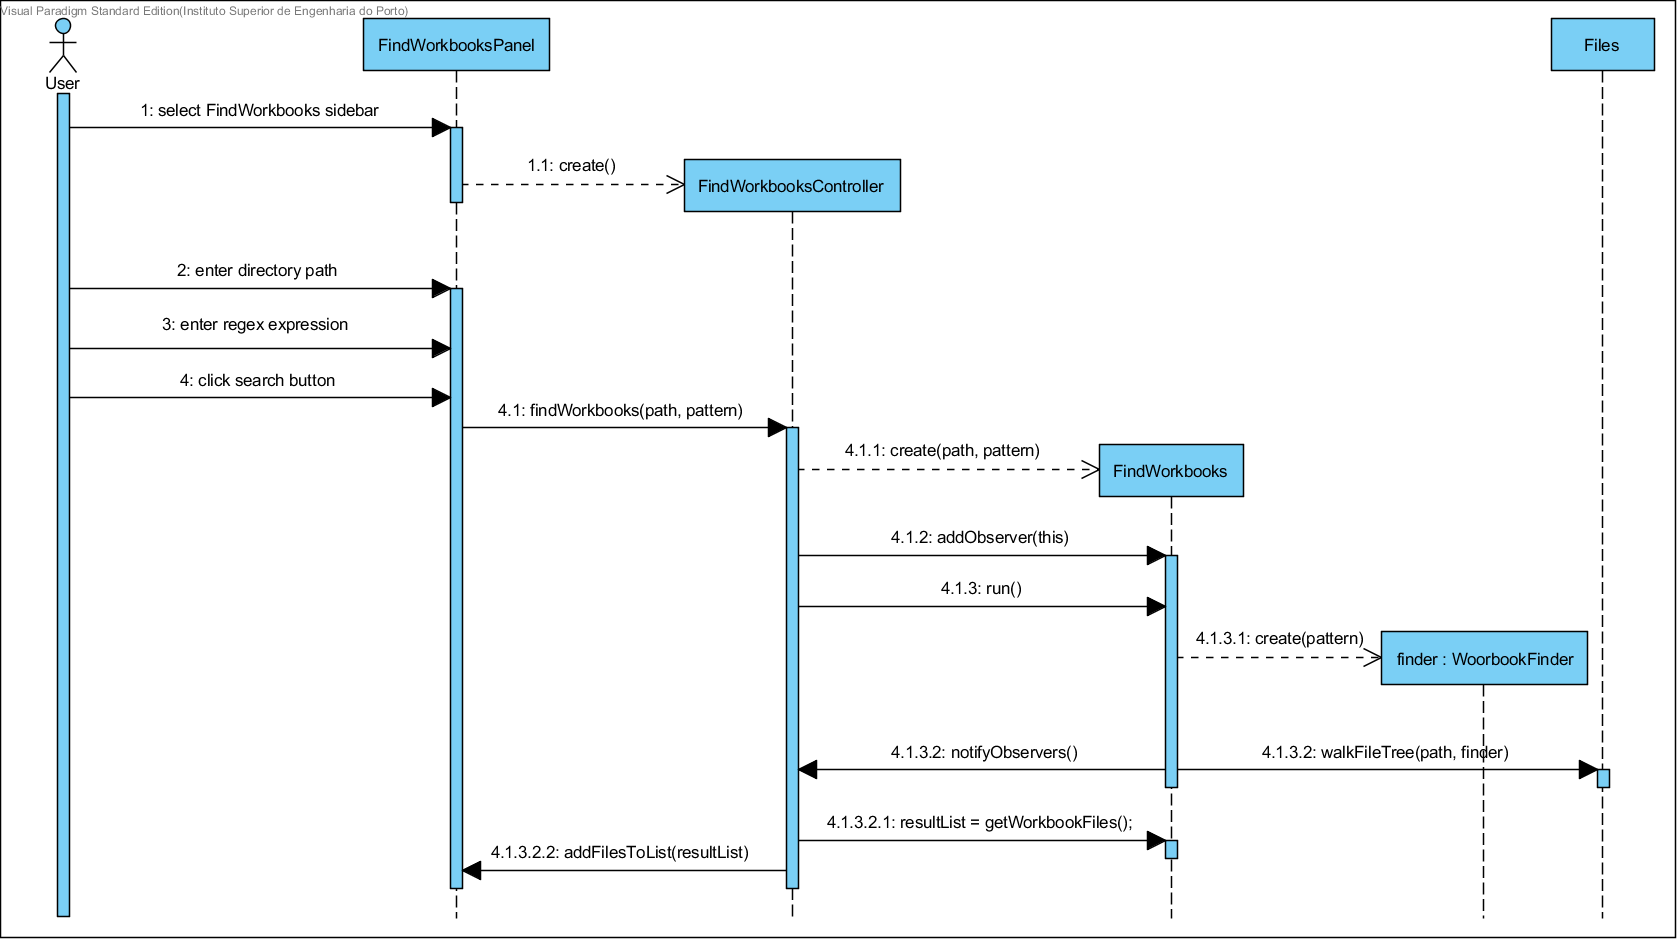 Visual Paradigm Standard Edition(Instituto Superior de Engenharia do Porto)
FindWorkbooksPanel
Files
User
1: select FindWorkbooks sidebar
1.1: create()
FindWorkbooksController
2: enter directory path
3: enter regex expression
4: click search button
4.1: findWorkbooks(path, pattern)
4.1.1: create(path, pattern)
FindWorkbooks
4.1.2: addObserver(this)
4.1.3: run()
4.1.3.1: create(pattern)
finder : WoorbookFinder
4.1.3.2: notifyObservers()
4.1.3.2: walkFileTree(path, finder)
4.1.3.2.1: resultList = getWorkbookFiles();
4.1.3.2.2: addFilesToList(resultList)